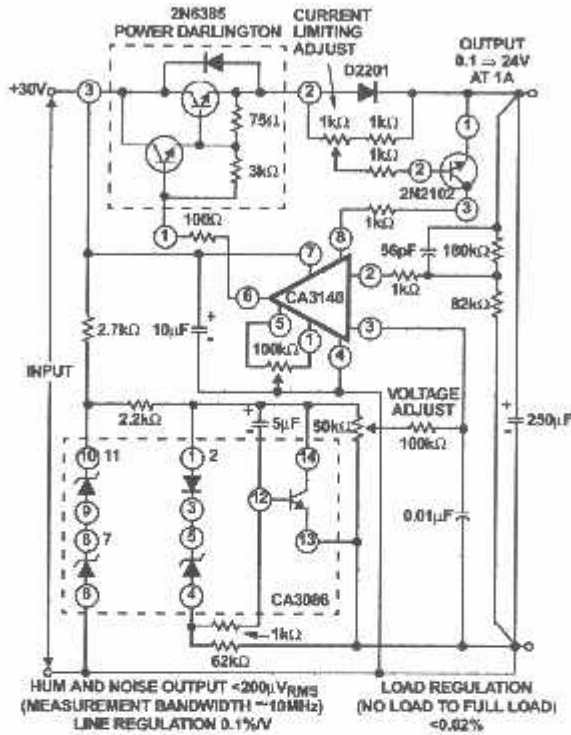 2N6385
POWER DARLINGTON
CURRENT
LIMITING
ADJUST
OUTPUT
0.1 ⇒ 24V
AT 1A
D2201
+30V
3
2
1
75Ω
1kΩ
1kΩ
1kΩ
2
3kΩ
2N2102
3
1
100Ω
1kΩ
8
7
56pF
180kΩ
6
CA3140
2
1kΩ
82kΩ
5
3
2.7kΩ
10μF
+
-
1
4
100kΩ
INPUT
VOLTAGE
ADJUST
2.2kΩ
+
-
5μF
50kΩ
100kΩ
+
-
250μF
10
11
1
2
14
12
9
3
0.01μF
8
7
5
13
6
4
CA3086
1kΩ
62kΩ
HUM AND NOISE OUTPUT <200μVRMS
(MEASUREMENT BANDWIDTH ~10MHz)
LINE REGULATION 0.1%/V
LOAD REGULATION
(NO LOAD TO FULL LOAD)
<0.02%